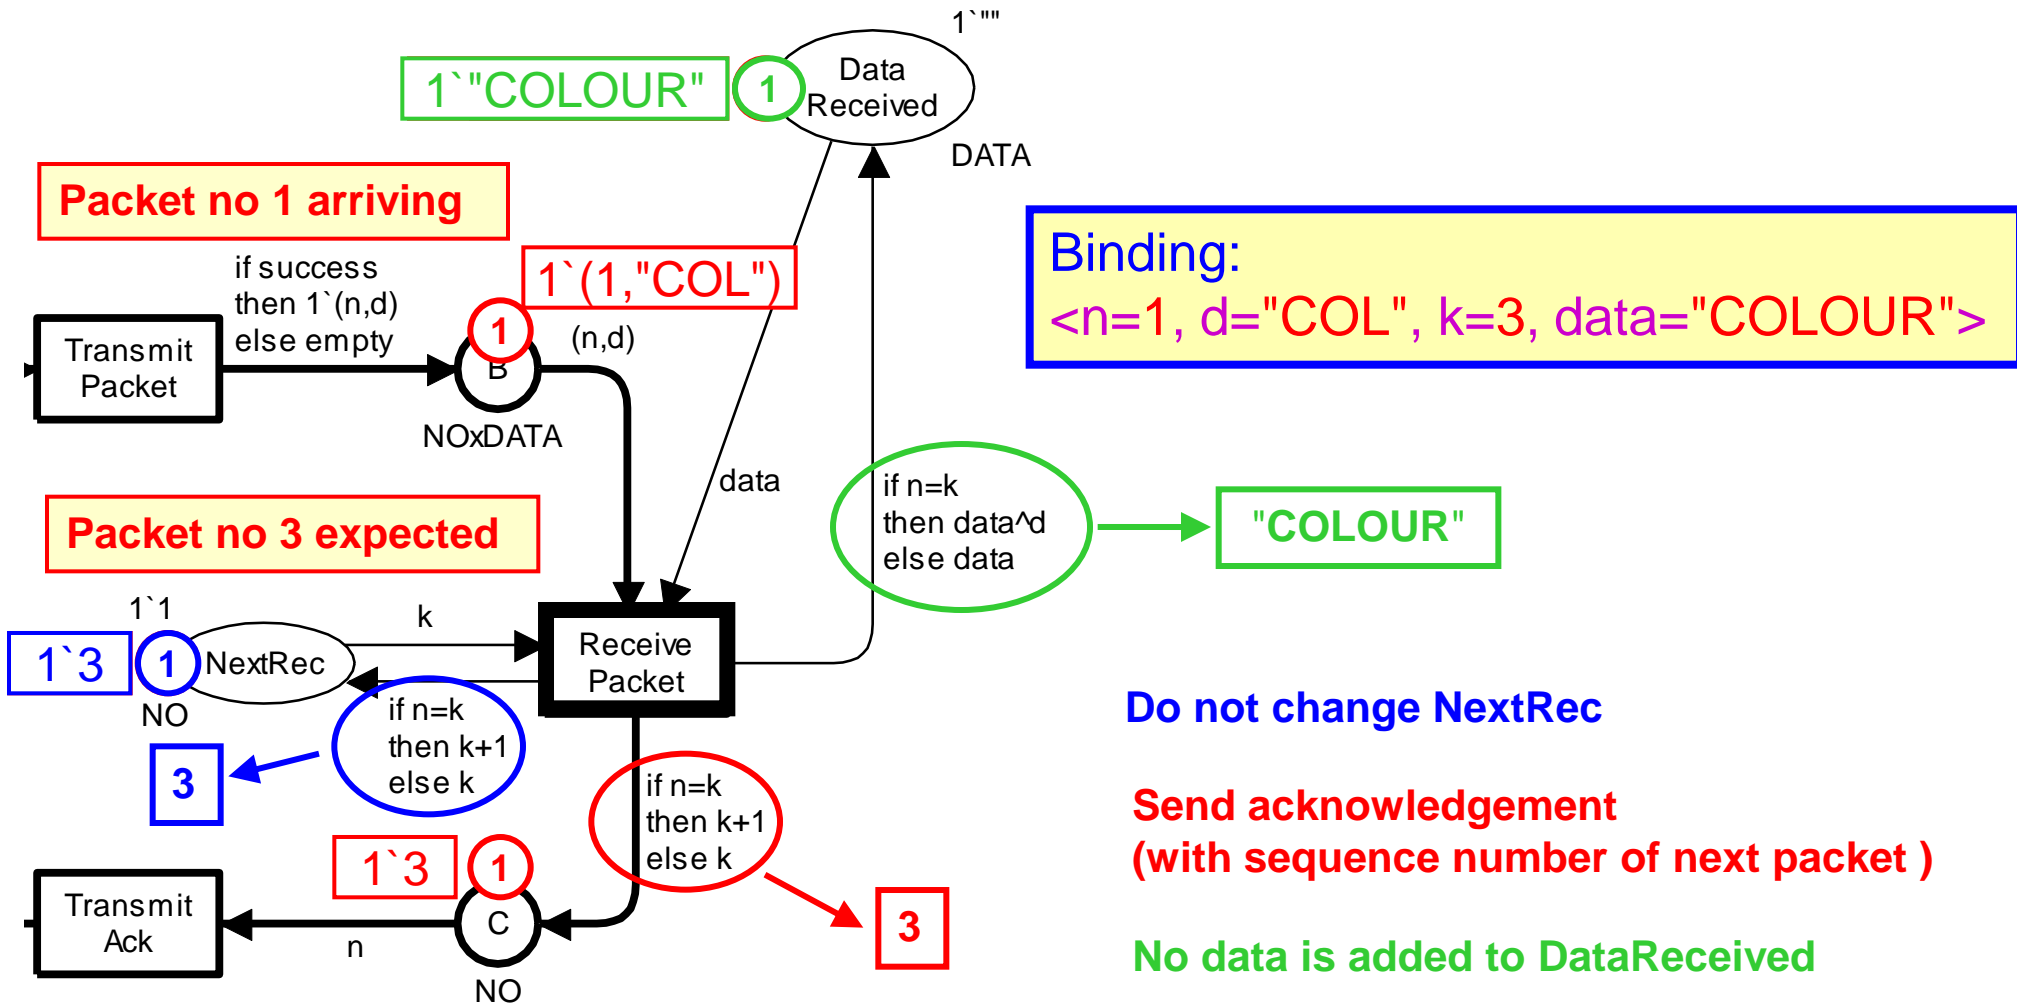 1`""
1`"COLOUR"
1
Data
Received
DATA
Packet no 1 arriving
if success
then 1`(n,d)
else empty
1`(1,"COL")
1
(n,d)
Transmit
Packet
B
NOxDATA
Binding:
<n=1, d="COL", k=3, data="COLOUR">
data
if n=k
then data^d
else data
"COLOUR"
Packet no 3 expected
1`1
1`3
1
NextRec
NO
k
Receive
Packet
if n=k
then k+1
else k
3
if n=k
then k+1
else k
3
1`3
1
C
NO
n
Transmit
Ack
Do not change NextRec
Send acknowledgement
(with sequence number of next packet )
No data is added to DataReceived